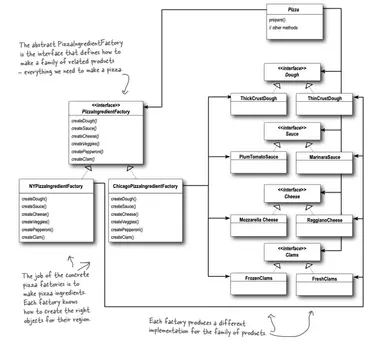 Pizza
prepare()
// other methods
The abstract PizzaIngredientFactory
is the interface that defines how to
make a family of related products
– everything we need to make a pizza.
<<interface>>
Dough
ThickCrustDough
ThinCrustDough
<<interface>>
PizzaIngredientFactory
createDough()
createSauce()
createCheese()
createVeggies()
createPepperoni()
createClam()
<<interface>>
Sauce
PlumTomatoSauce
MarinaraSauce
<<interface>>
Cheese
NYPizzaIngredientFactory
createDough()
createSauce()
createCheese()
createVeggies()
createPepperoni()
createClam()
ChicagoPizzaIngredientFactory
createDough()
createSauce()
createCheese()
createVeggies()
createPepperoni()
createClam()
Mozzarella Cheese
ReggianoCheese
<<interface>>
Clams
FrozenClams
FreshClams
The job of the concrete
pizza factories is to
make pizza ingredients.
Each factory knows
how to create the right
objects for their region.
Each factory produces a different
implementation for the family of products.